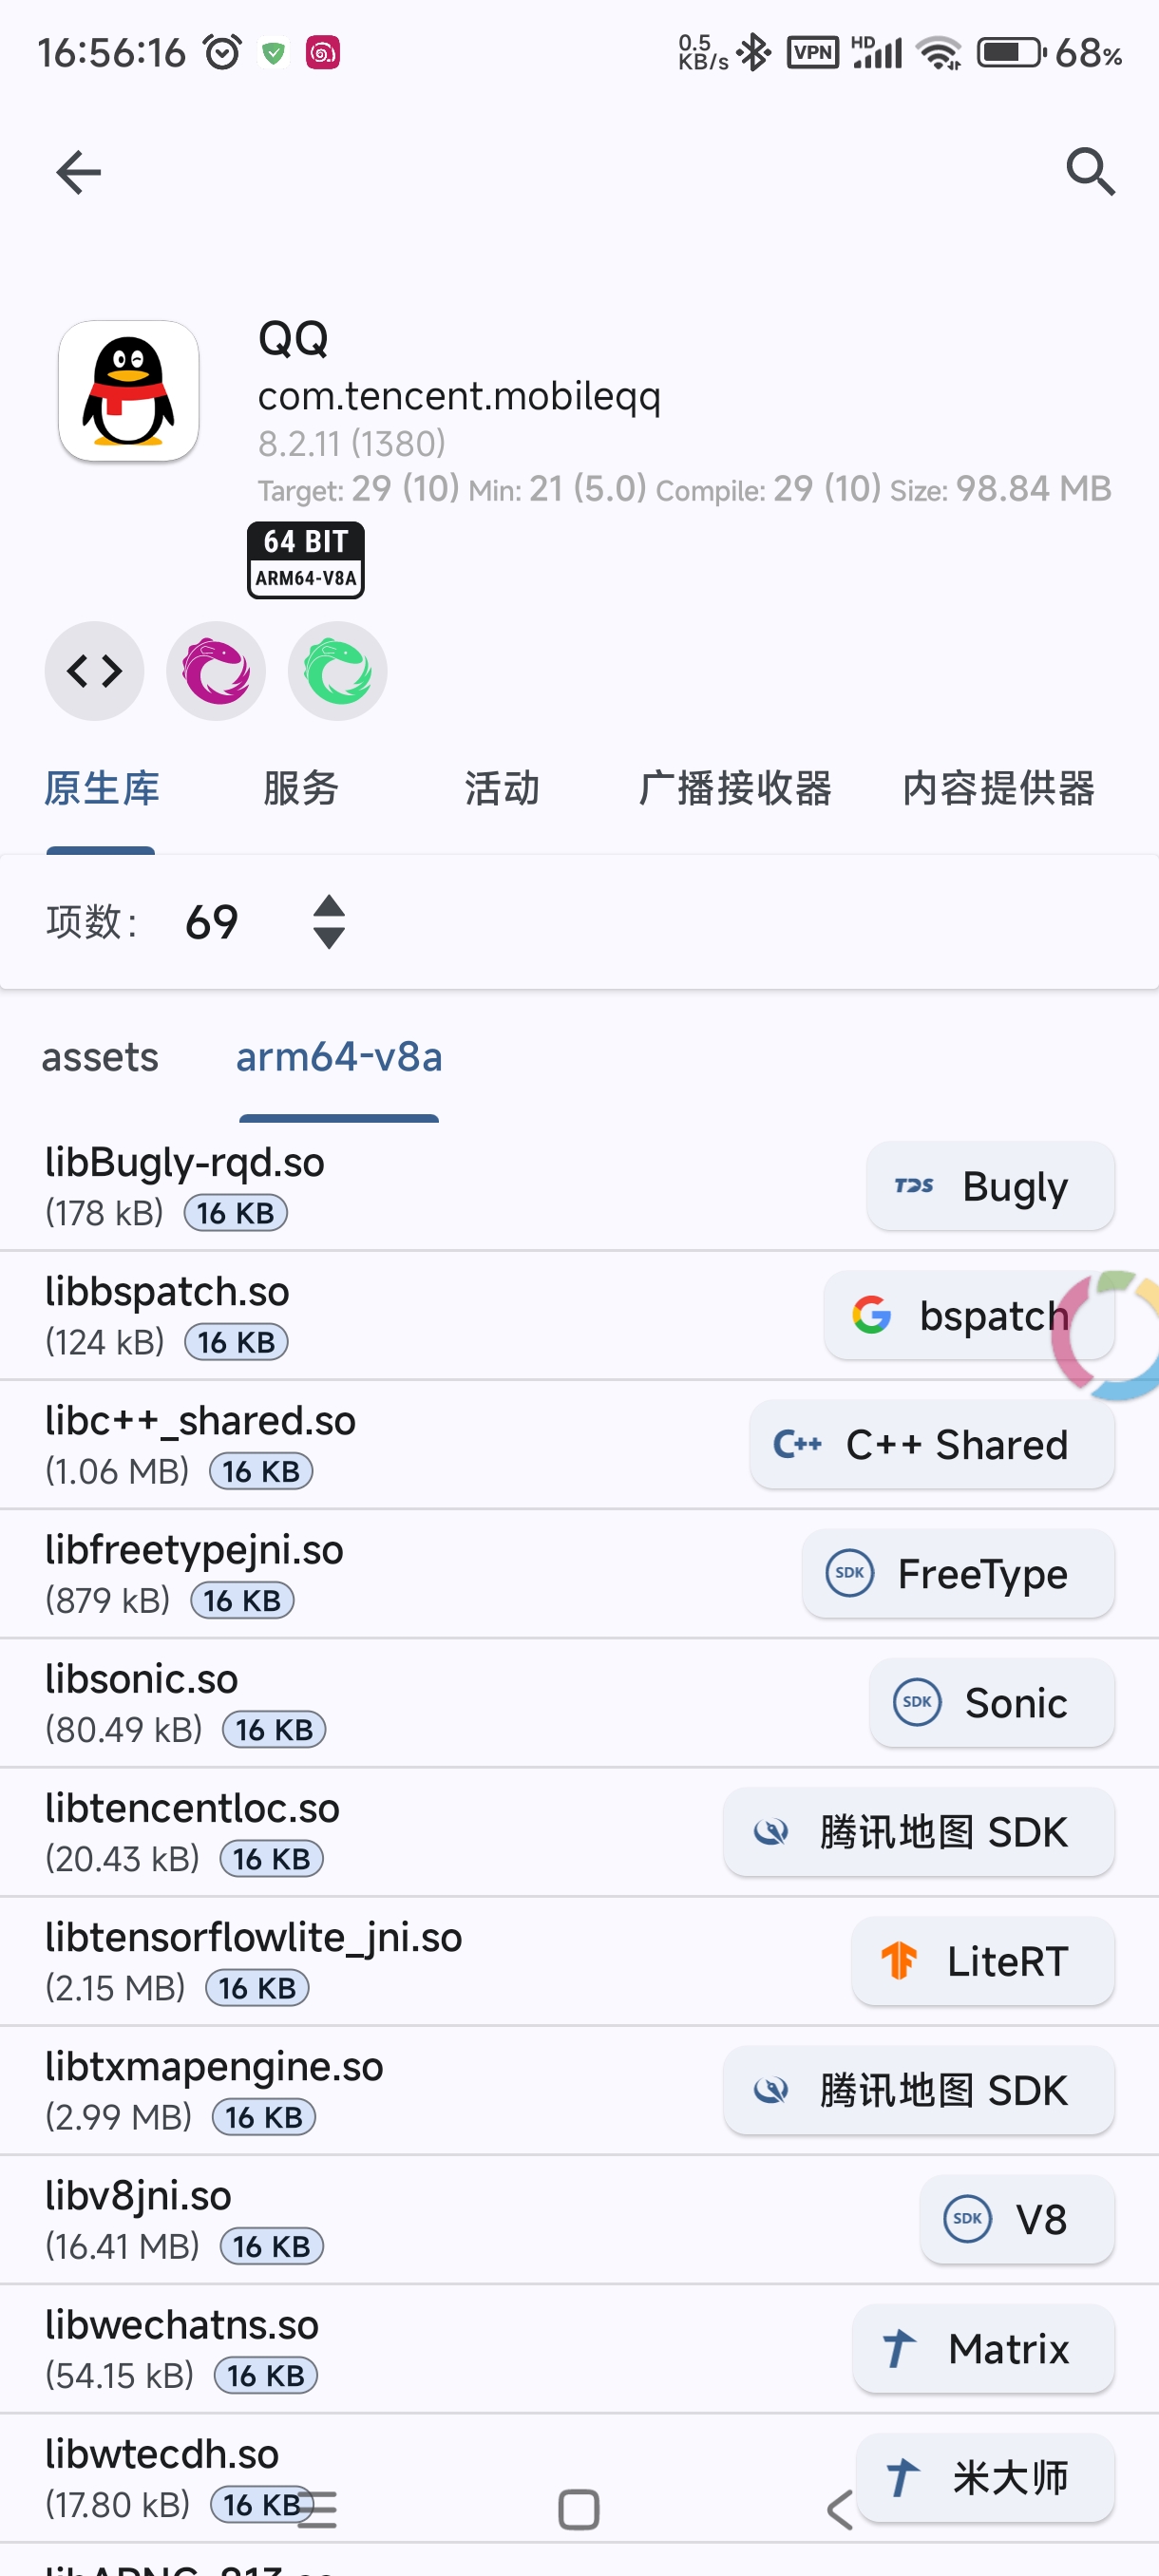 16:56:16 0.5 KB/s VPN HD 68%
QQ
com.tencent.mobileqq
8.2.11 (1380)
Target: 29 (10) Min: 21 (5.0) Compile: 29 (10) Size: 98.84 MB
64 BIT
ARM64-V8A
原生库 服务 活动 广播接收器 内容提供器
项数: 69
assets arm64-v8a
libBugly-rqd.so
(178 kB) 16 KB
TDS Bugly
libbspatch.so
(124 kB) 16 KB
bspatch
libc++_shared.so
(1.06 MB) 16 KB
C++ C++ Shared
libfreetypejni.so
(879 kB) 16 KB
SDK FreeType
libsonic.so
(80.49 kB) 16 KB
SDK Sonic
libtencentloc.so
(20.43 kB) 16 KB
腾讯地图 SDK
libtensorflowlite_jni.so
(2.15 MB) 16 KB
LiteRT
libtxmapengine.so
(2.99 MB) 16 KB
腾讯地图 SDK
libv8jni.so
(16.41 MB) 16 KB
SDK V8
libwechatns.so
(54.15 kB) 16 KB
Matrix
libwtecdh.so
(17.80 kB) 16 KB
米大师